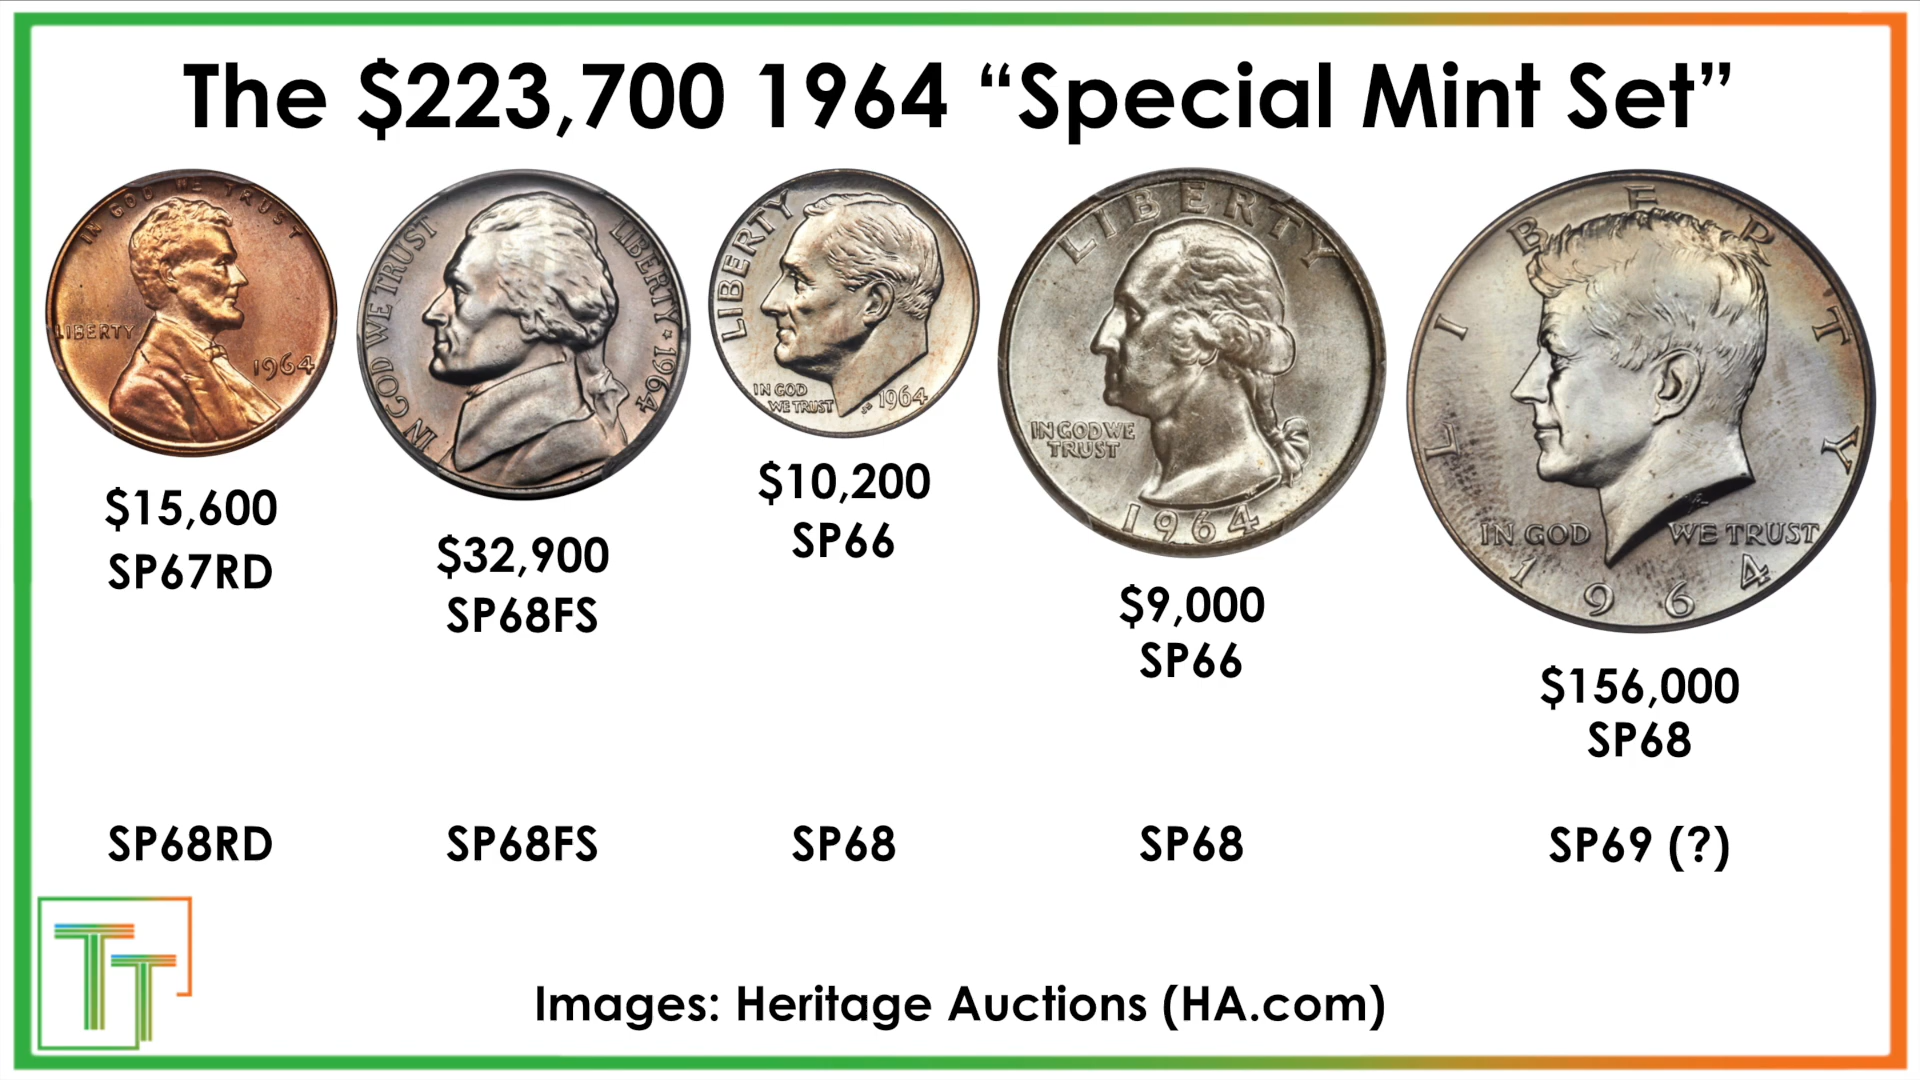 The $223,700 1964 “Special Mint Set”
IN GOD WE TRUST
LIBERTY
1964
IN GOD WE TRUST
LIBERTY ★ 1964
LIBERTY
IN GOD
WE TRUST
JS
1964
LIBERTY
IN GOD WE
TRUST
1964
LIBERTY
IN GOD WE TRUST
1964
$15,600
SP67RD
$32,900
SP68FS
$10,200
SP66
$9,000
SP66
$156,000
SP68
SP68RD SP68FS SP68 SP68 SP69 (?)
TT
Images: Heritage Auctions (HA.com)